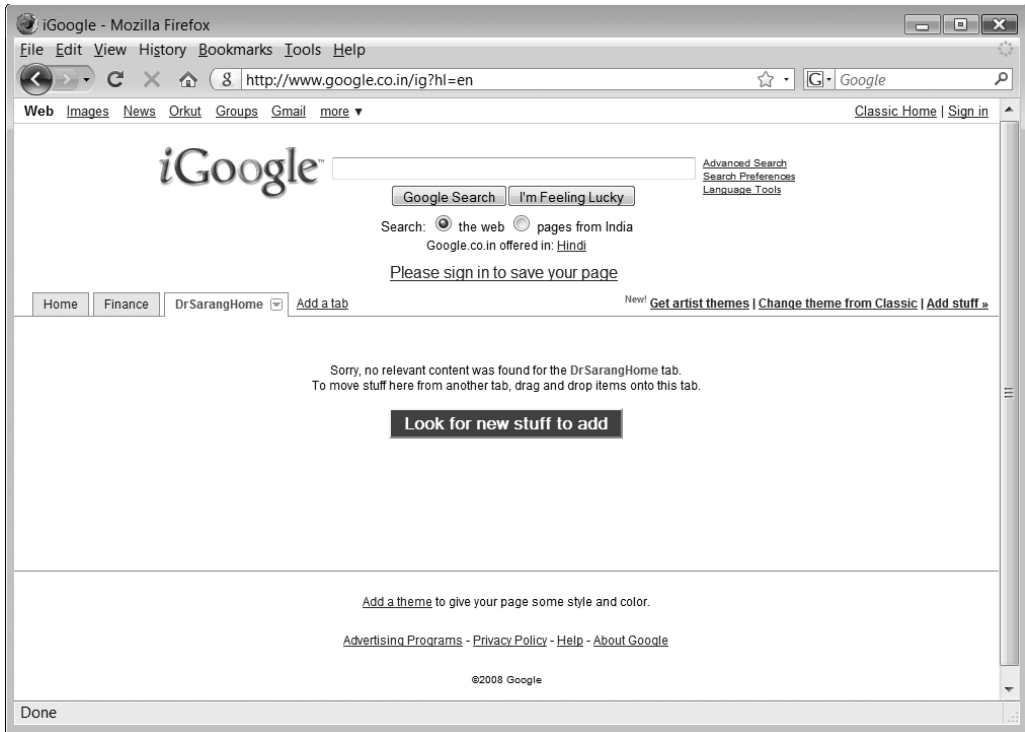 iGoogle - Mozilla Firefox
File Edit View History Bookmarks Tools Help
g http://www.google.co.in/ig?hl=en G Google
Web Images News Orkut Groups Gmail more ▼ Classic Home | Sign in
iGoogle™
Advanced Search
Search Preferences
Language Tools
Google Search I'm Feeling Lucky
Search: the web pages from India
Google.co.in offered in: Hindi
Please sign in to save your page
Home Finance DrSarangHome Add a tab New! Get artist themes | Change theme from Classic | Add stuff »
Sorry, no relevant content was found for the DrSarangHome tab.
To move stuff here from another tab, drag and drop items onto this tab.
Look for new stuff to add
Add a theme to give your page some style and color.
Advertising Programs - Privacy Policy - Help - About Google
©2008 Google
Done